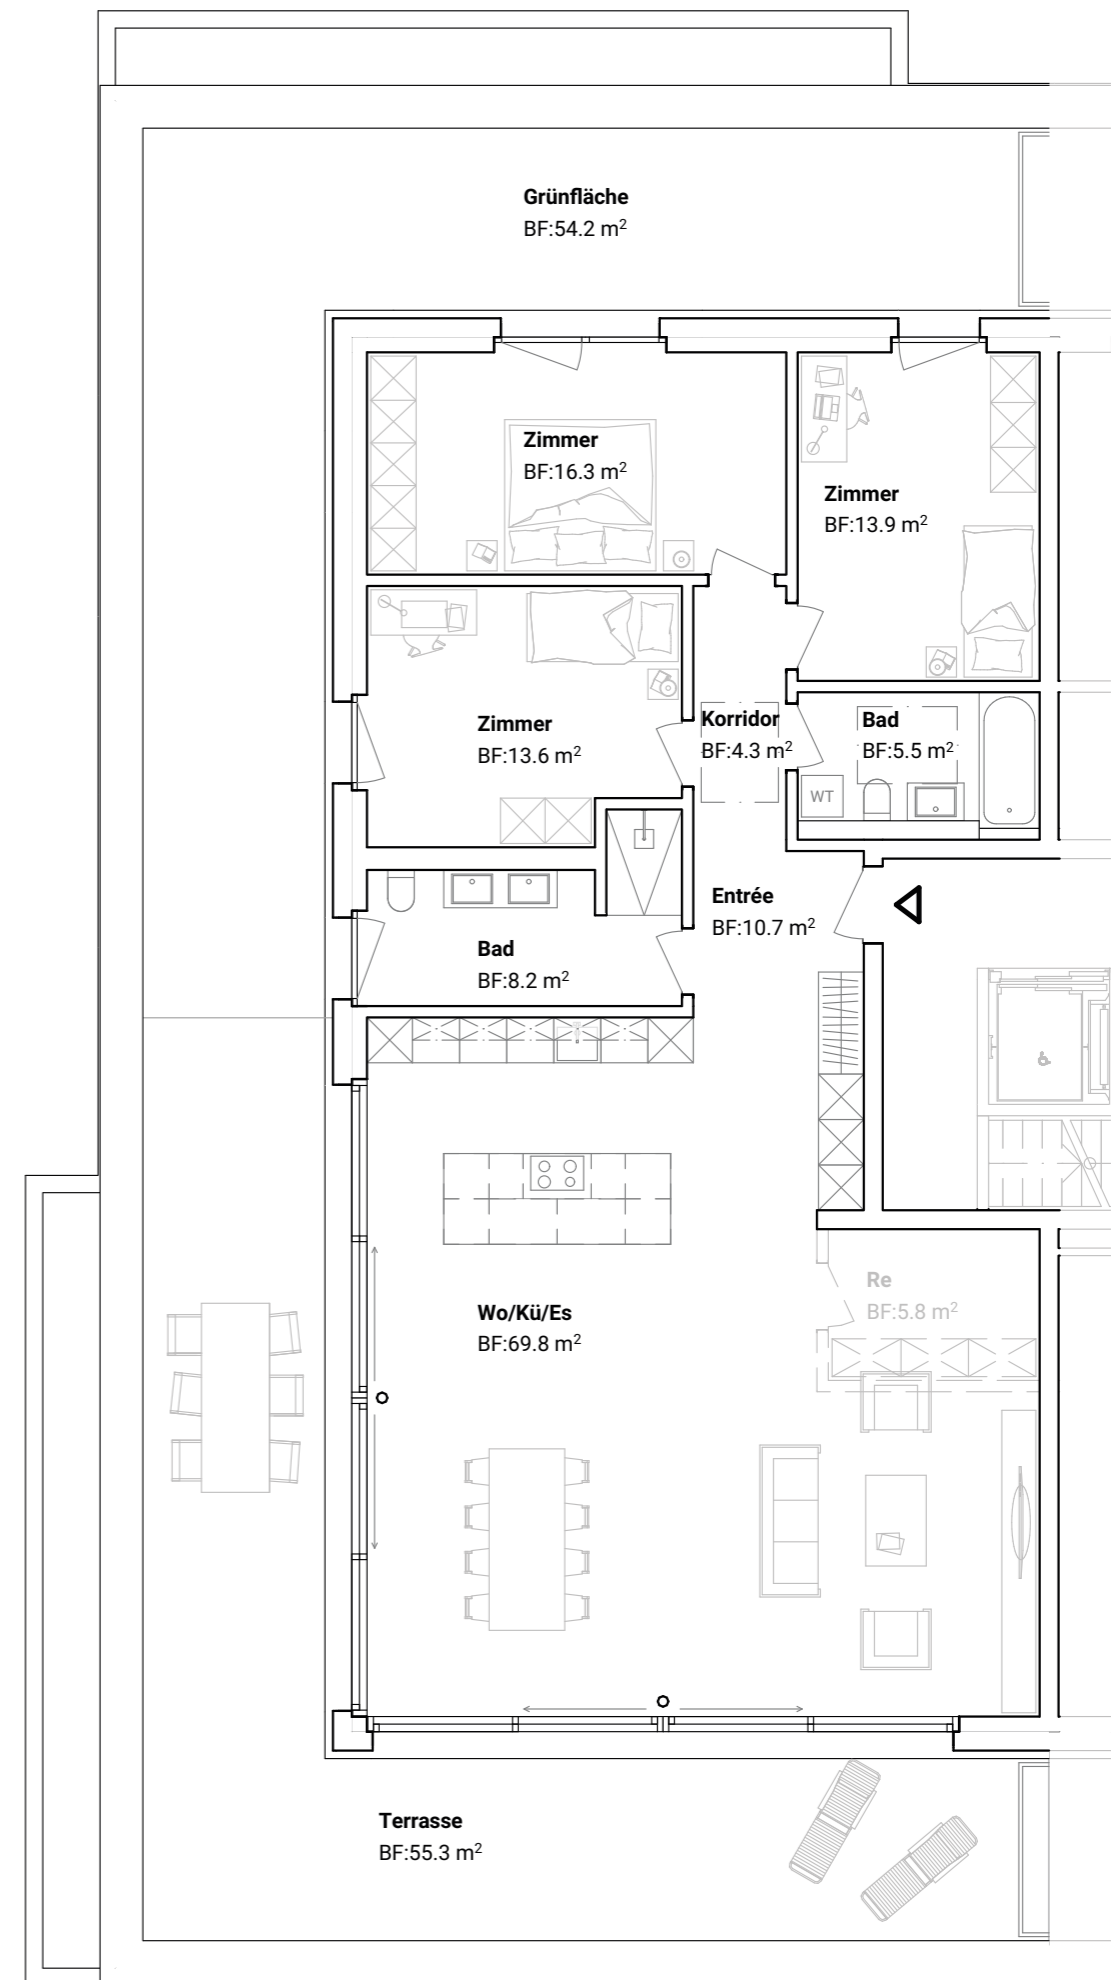 Grünfläche
BF:54.2 m²
Zimmer
BF:16.3 m²
Zimmer
BF:13.9 m²
Zimmer
BF:13.6 m²
Korridor
BF:4.3 m²
Bad
BF:5.5 m²
WT
Entrée
BF:10.7 m²
Bad
BF:8.2 m²
Re
BF:5.8 m²
Wo/Kü/Es
BF:69.8 m²
Terrasse
BF:55.3 m²